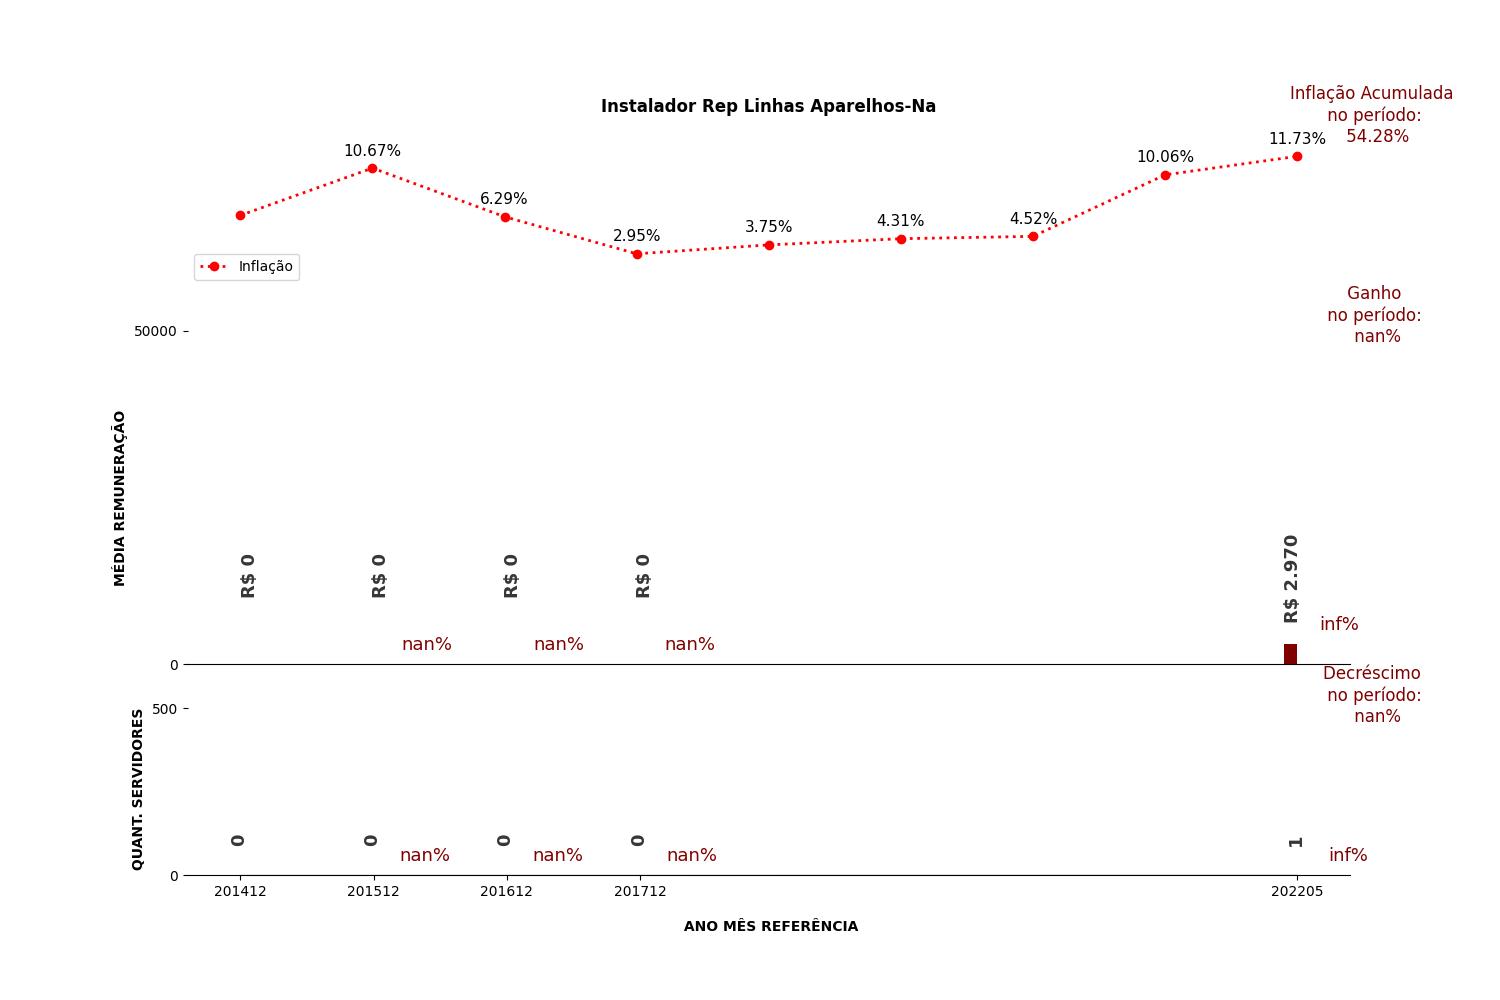 Instalador Rep Linhas Aparelhos-Na
Inflação Acumulada
no período:
54.28%
10.67%
6.29%
2.95%
3.75%
4.31%
4.52%
10.06%
11.73%
Inflação
Ganho
no período:
nan%
50000
MÉDIA REMUNERAÇÃO
R$ 0
R$ 0
R$ 0
R$ 0
R$ 2.970
nan%
nan%
nan%
inf%
0
Decréscimo
no período:
nan%
500
QUANT. SERVIDORES
0
0
0
0
1
nan%
nan%
nan%
inf%
0
201412
201512
201612
201712
202205
ANO MÊS REFERÊNCIA